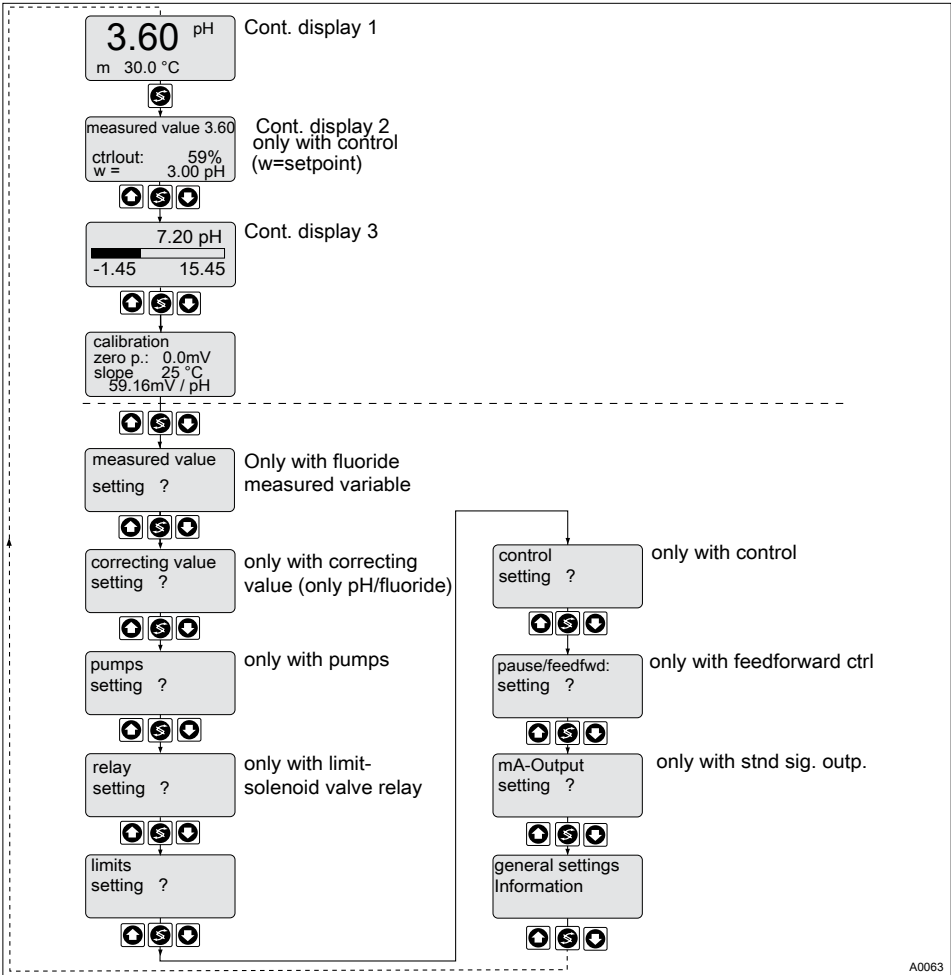 3.60 pH
m 30.0 °C
Cont. display 1
measured value 3.60
ctrlout: 59%
w = 3.00 pH
Cont. display 2
only with control
(w=setpoint)
7.20 pH
-1.45 15.45
Cont. display 3
calibration
zero p.: 0.0mV
slope 25 °C
59.16mV / pH
measured value
setting ?
Only with fluoride
measured variable
correcting value
setting ?
only with correcting
value (only pH/fluoride)
pumps
setting ?
only with pumps
relay
setting ?
only with limit-
solenoid valve relay
limits
setting ?
control
setting ?
only with control
pause/feedfwd:
setting ?
only with feedforward ctrl
mA-Output
setting ?
only with stnd sig. outp.
general settings
Information
A0063